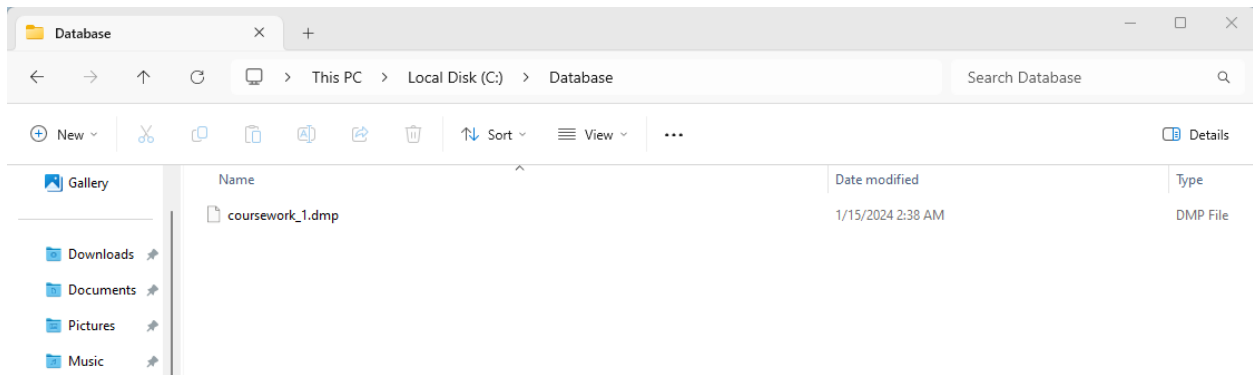 Database
This PC > Local Disk (C:) > Database Search Database
New Sort View ... Details
Gallery Name Date modified Type
coursework_1.dmp 1/15/2024 2:38 AM DMP File
Downloads
Documents
Pictures
Music